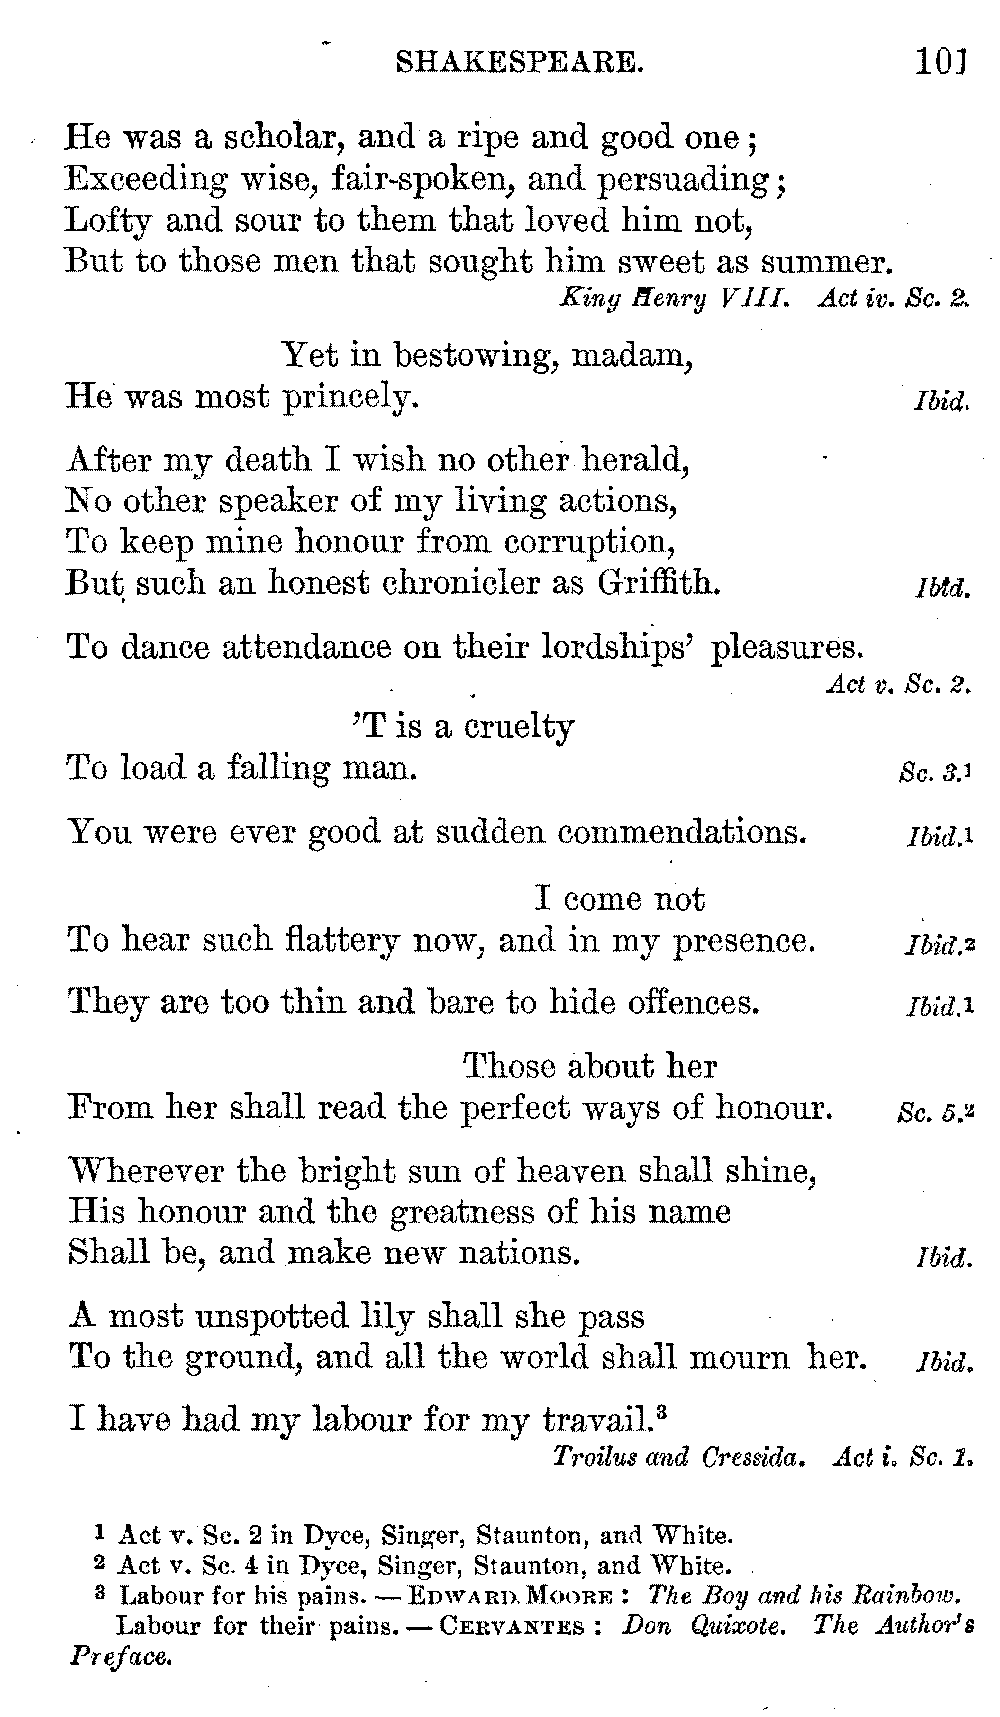 SHAKESPEARE. 101
He was a scholar, and a ripe and good one;
Exceeding wise, fair-spoken, and persuading;
Lofty and sour to them that loved him not,
But to those men that sought him sweet as summer.
King Henry VIII. Act iv. Sc. 2.
Yet in bestowing, madam,
He was most princely. Ibid.
After my death I wish no other herald,
No other speaker of my living actions,
To keep mine honour from corruption,
But such an honest chronicler as Griffith. Ibid.
To dance attendance on their lordships' pleasures.
Act v. Sc. 2.
'T is a cruelty
To load a falling man. Sc. 3.¹
You were ever good at sudden commendations. Ibid.¹
I come not
To hear such flattery now, and in my presence. Ibid.²
They are too thin and bare to hide offences. Ibid.¹
Those about her
From her shall read the perfect ways of honour. Sc. 5.²
Wherever the bright sun of heaven shall shine,
His honour and the greatness of his name
Shall be, and make new nations. Ibid.
A most unspotted lily shall she pass
To the ground, and all the world shall mourn her. Ibid.
I have had my labour for my travail.³
Troilus and Cressida. Act i. Sc. 1.
1 Act v. Sc. 2 in Dyce, Singer, Staunton, and White.
2 Act v. Sc. 4 in Dyce, Singer, Staunton, and White.
3 Labour for his pains. — EDWARD MOORE: The Boy and his Rainbow.
Labour for their pains. — CERVANTES: Don Quixote. The Author's
Preface.